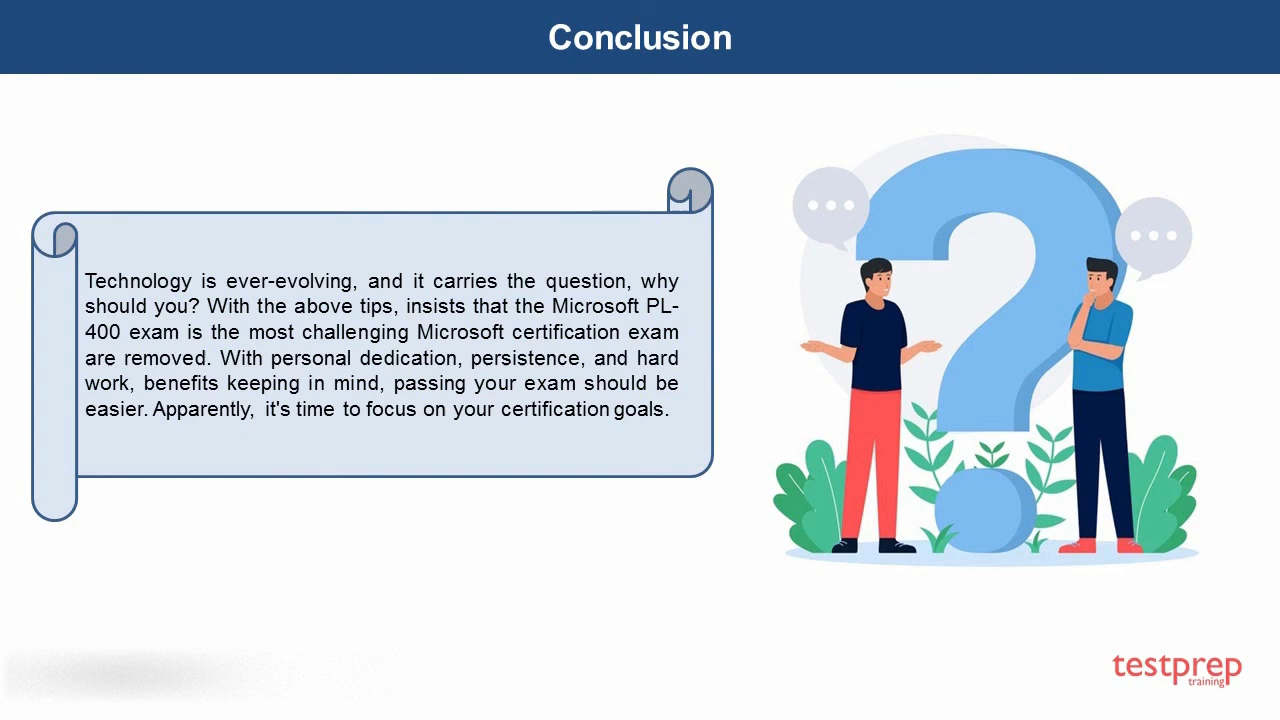 Conclusion
Technology is ever-evolving, and it carries the question, why
should you? With the above tips, insists that the Microsoft PL-
400 exam is the most challenging Microsoft certification exam
are removed. With personal dedication, persistence, and hard
work, benefits keeping in mind, passing your exam should be
easier. Apparently, it's time to focus on your certification goals.
testprep
training